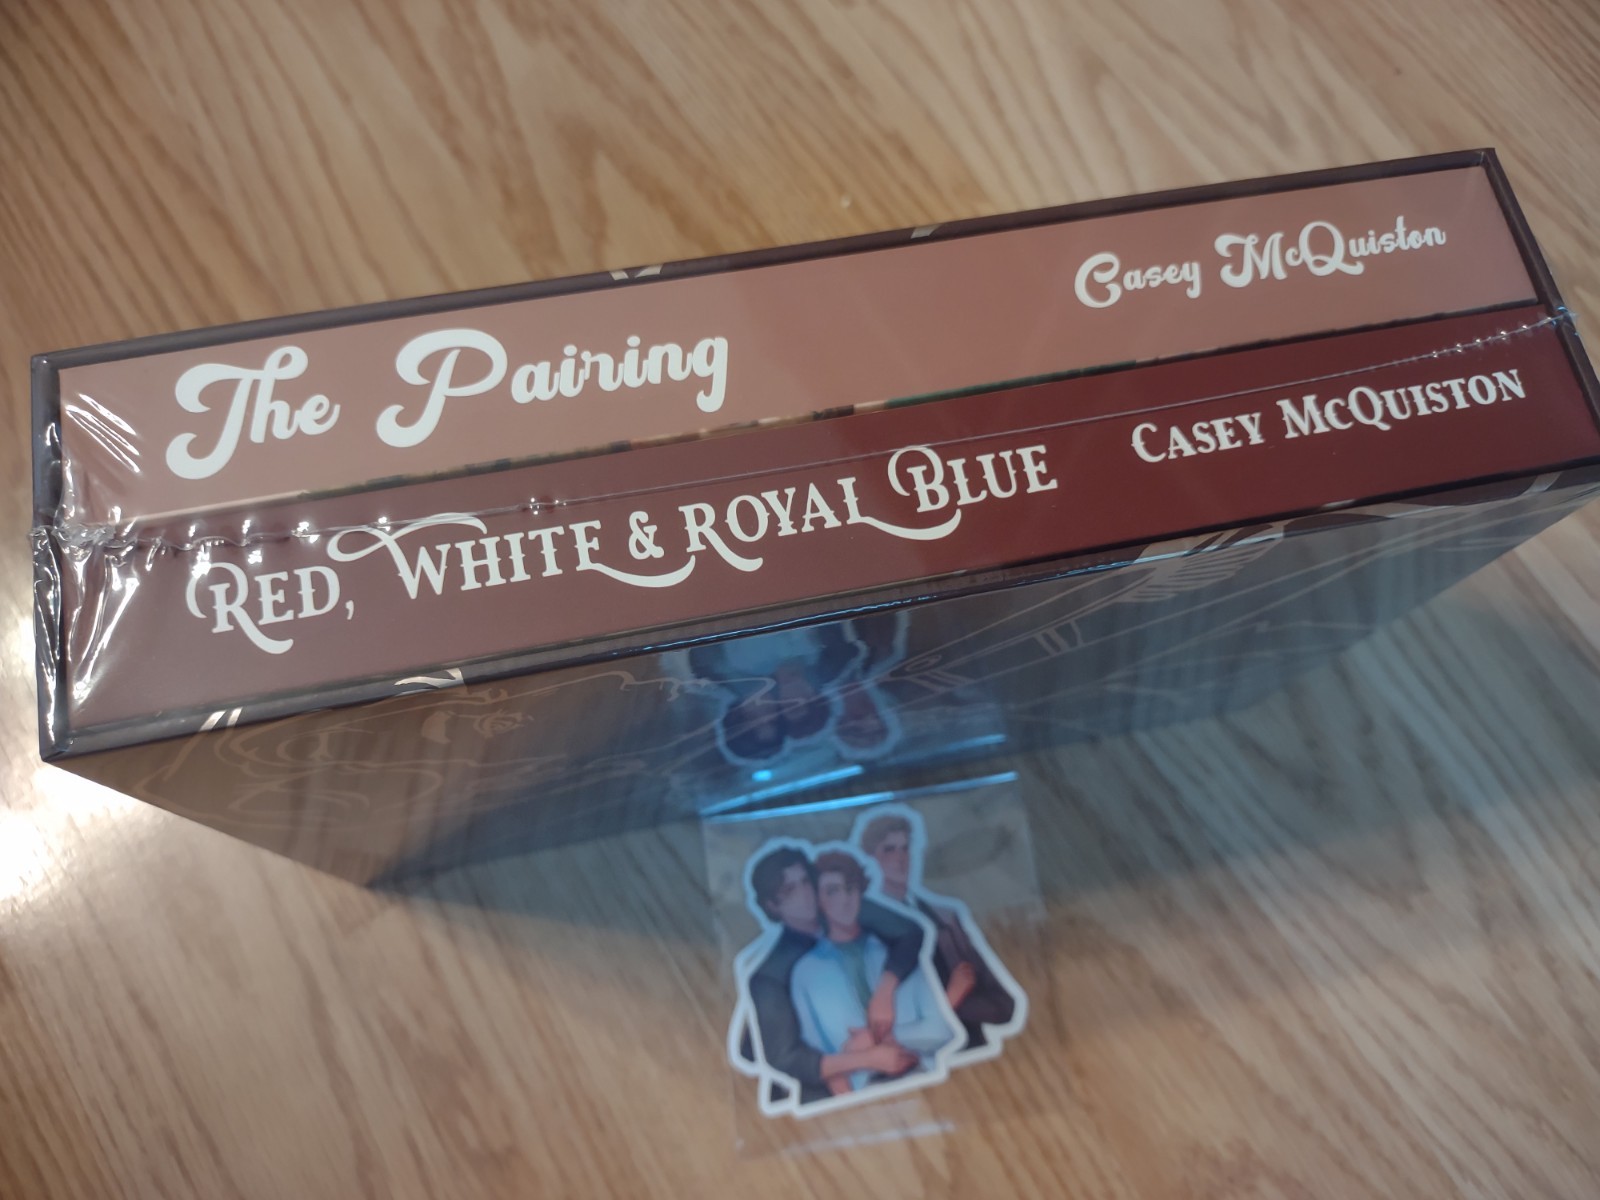 The Pairing Casey McQuiston
RED, WHITE & ROYAL BLUE CASEY MCQUISTON